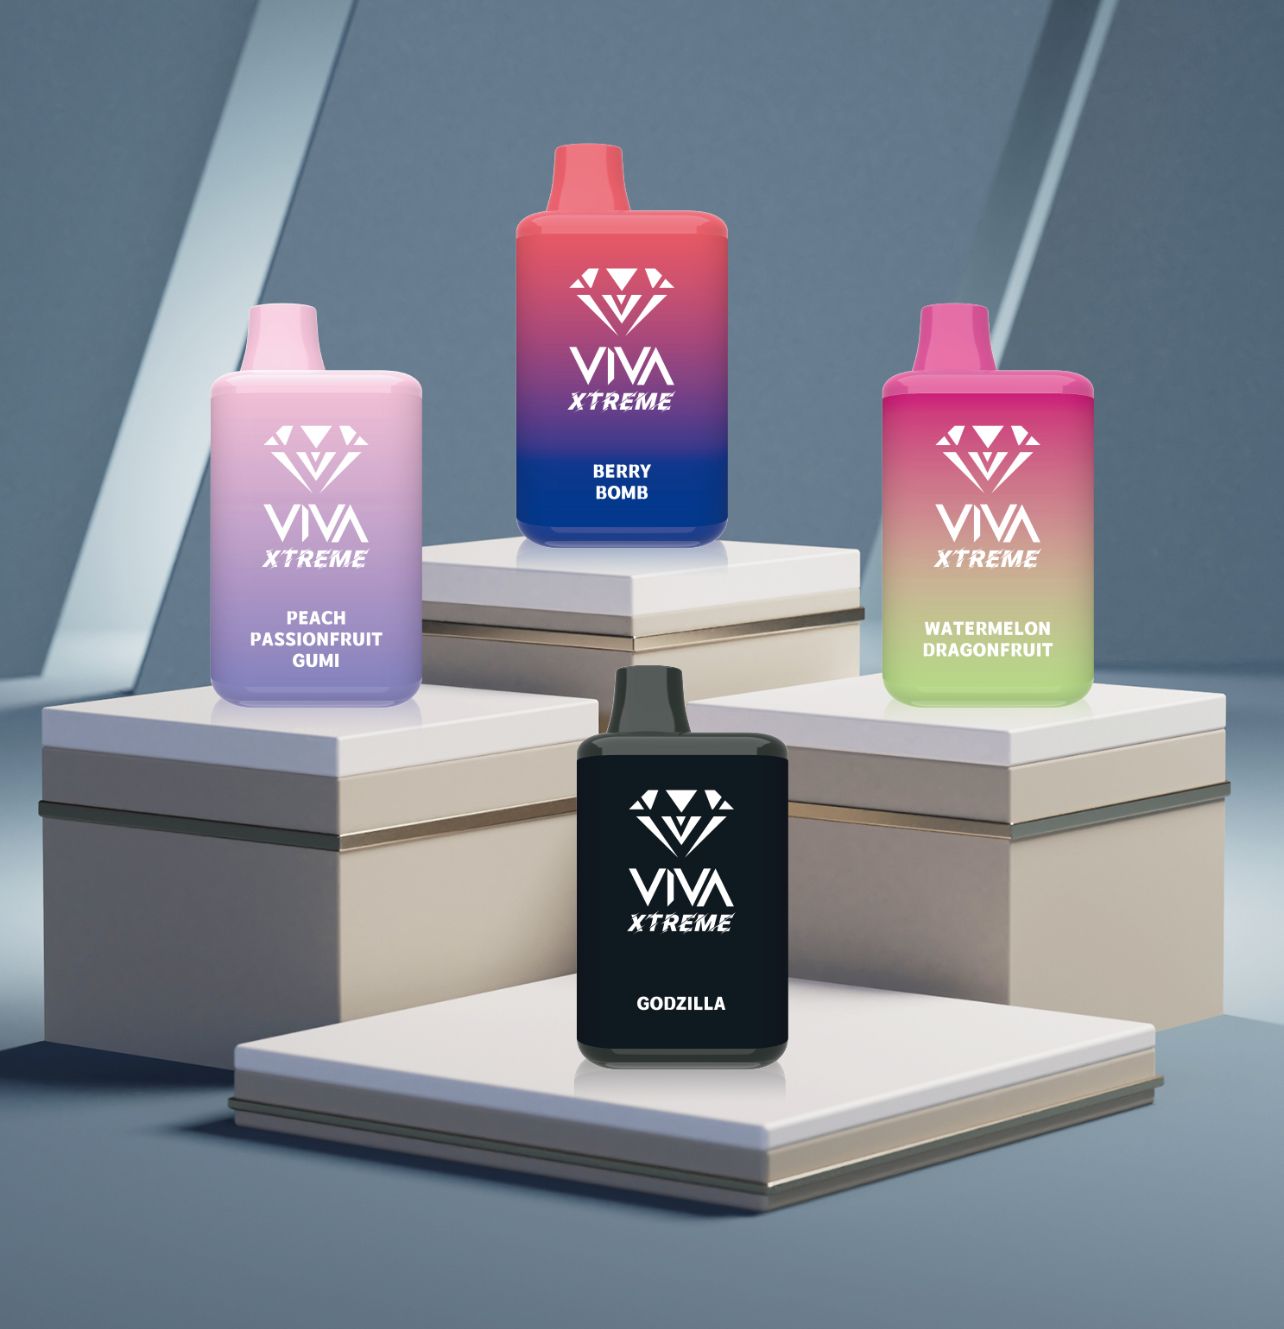 VIVA
XTREME
BERRY
BOMB
VIVA
XTREME
PEACH
PASSIONFRUIT
GUMI
VIVA
XTREME
WATERMELON
DRAGONFRUIT
VIVA
XTREME
GODZILLA